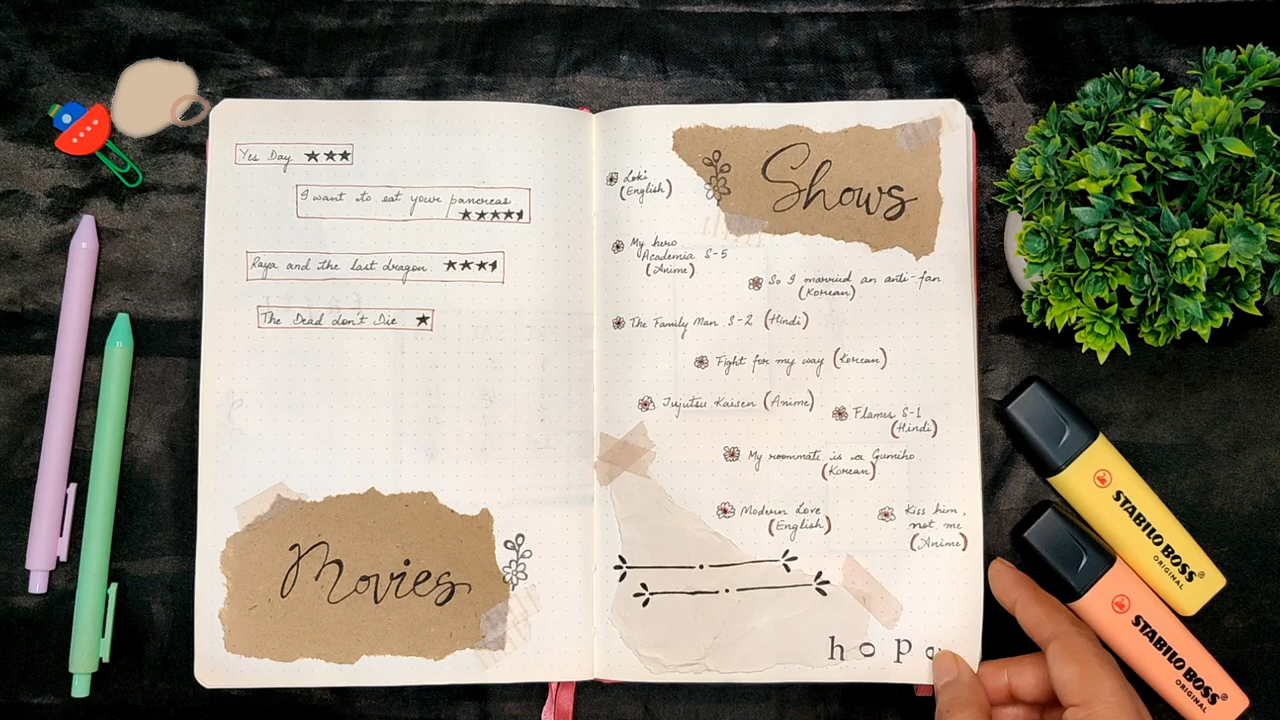 Yes Day ★★★
I want to eat your pancreas
Raya and the last dragon.
The Dead don't Die ★
Movies
Shows
Loki
(English)
My hero
Academia S-5
(Anime)
So I married an anti-fan
(Korean)
The Family Man S-2 (Hindi)
Fight for my way (Korean)
Jujutsu Kaisen (Anime)
Flames S-1
(Hindi)
My roommate is a Gumiho
(Korean)
Modern Love
(English)
Kiss him,
not me
(Anime)
STABILO BOSS
ORIGINAL
STABILO BOSS
ORIGINAL